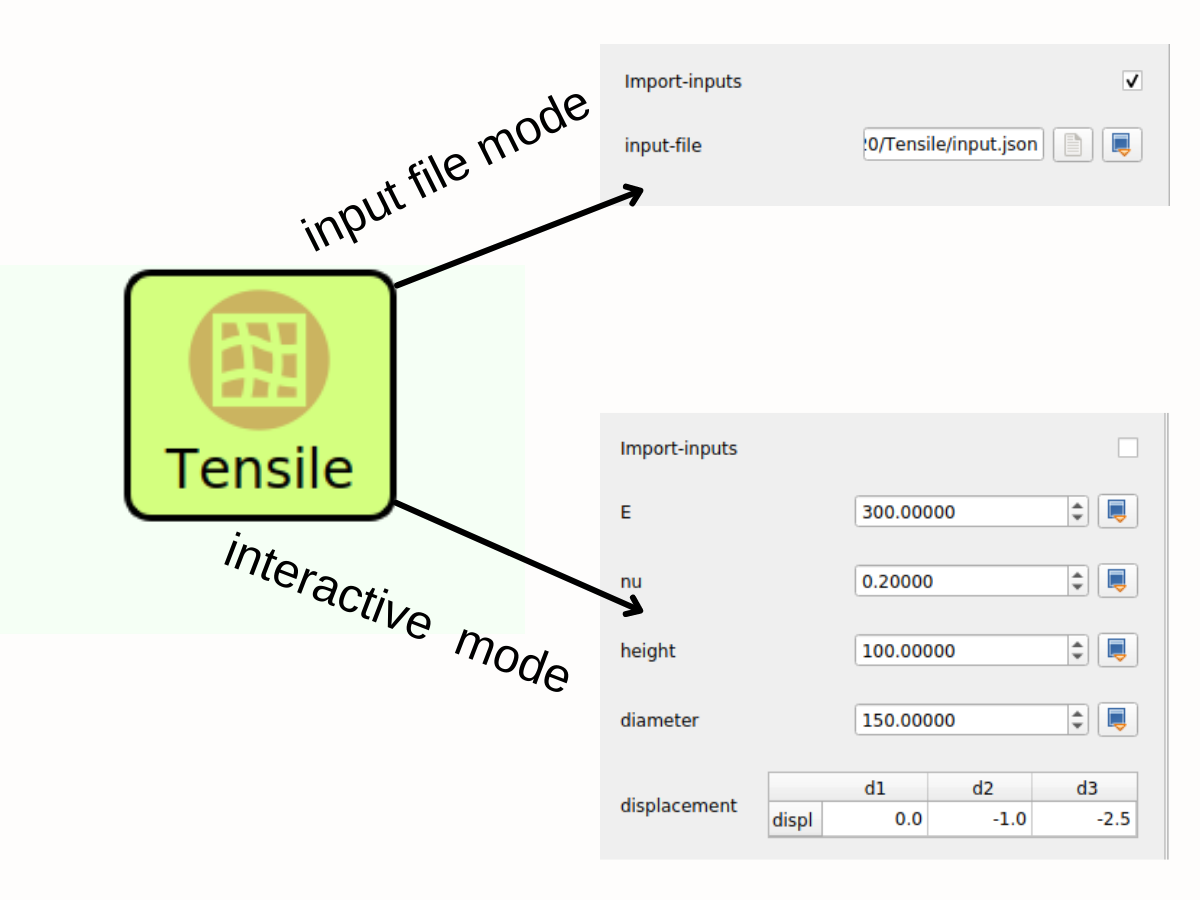 input file mode
Import-inputs
input-file :0/Tensile/input.json
Tensile
interactive mode
Import-inputs
E 300.00000
nu 0.20000
height 100.00000
diameter 150.00000
displacement
d1 d2 d3
displ 0.0 -1.0 -2.5